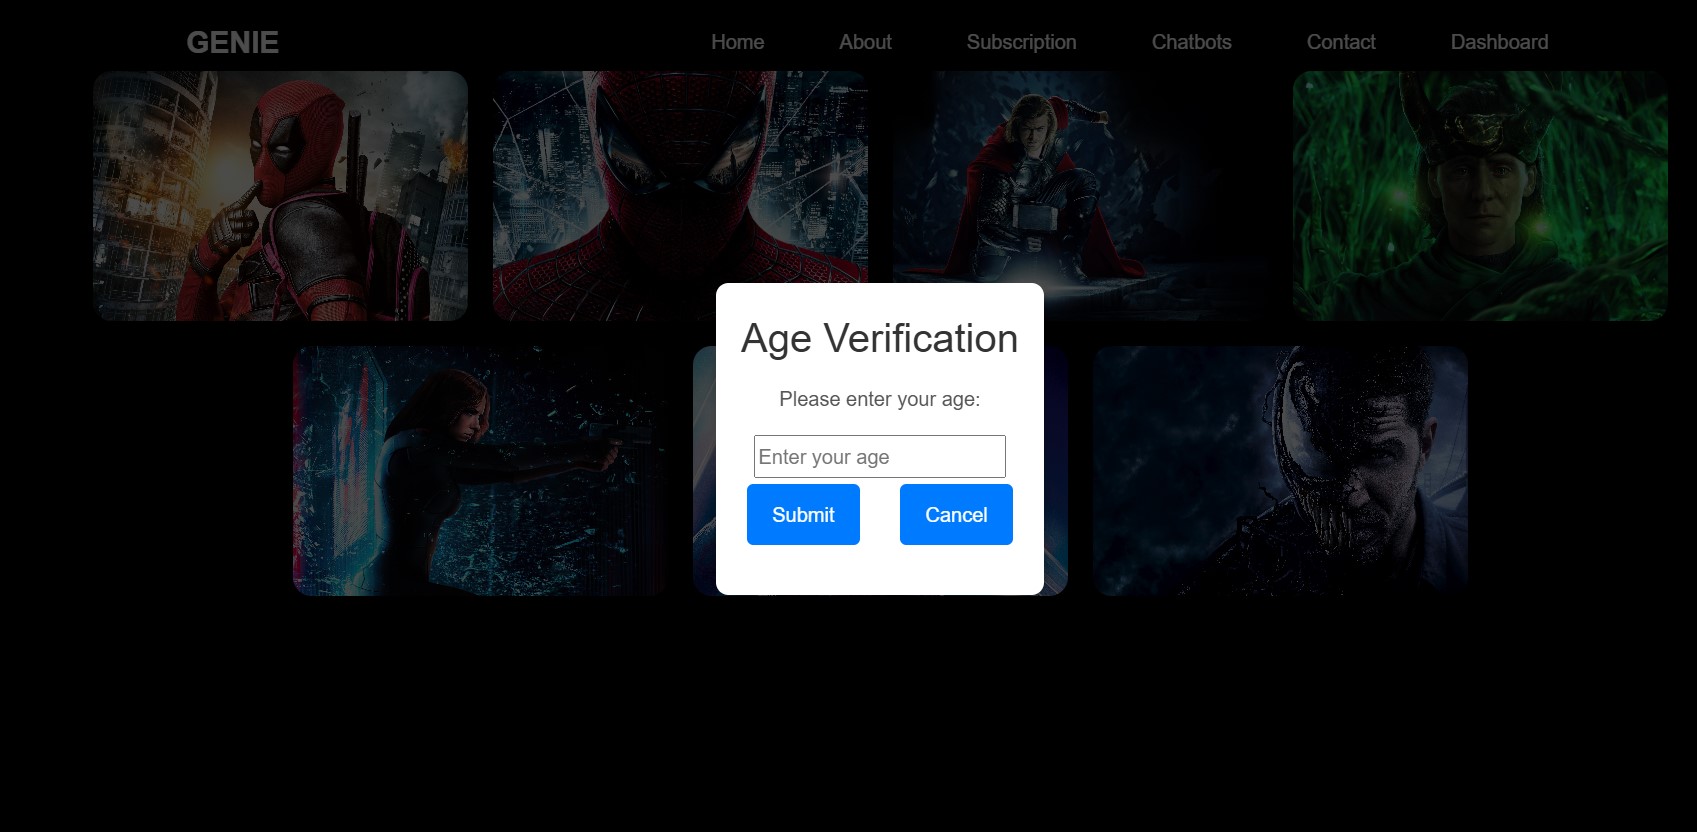 GENIE Home About Subscription Chatbots Contact Dashboard
Age Verification
Please enter your age:
Enter your age
Submit Cancel